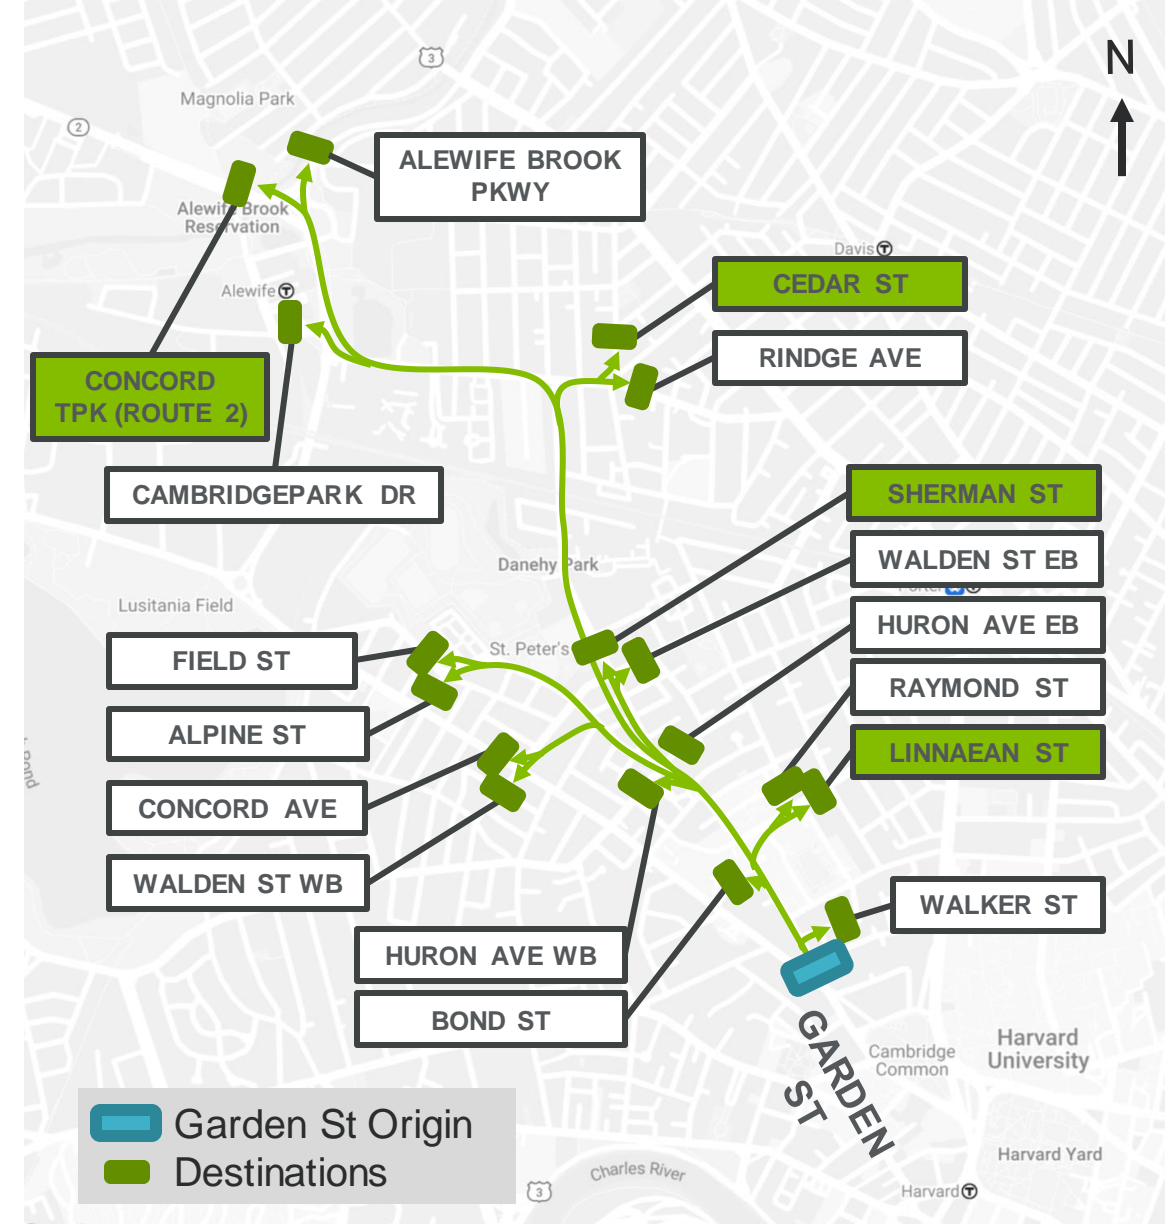 N
3
Magnolia Park
2
ALEWIFE BROOK
PKWY
Alewife Brook
Reservation
Davis T
CEDAR ST
Alewife T
RINDGE AVE
CONCORD
TPK (ROUTE 2)
CAMBRIDGEPARK DR
SHERMAN ST
WALDEN ST EB
Danehy Park
Lusitania Field
HURON AVE EB
FIELD ST
St. Peter's
RAYMOND ST
ALPINE ST
LINNAEAN ST
CONCORD AVE
WALDEN ST WB
WALKER ST
HURON AVE WB
BOND ST
GARDEN
ST
Harvard
University
Cambridge
Common
Garden St Origin
Destinations
Harvard Yard
Charles River
3
Harvard T